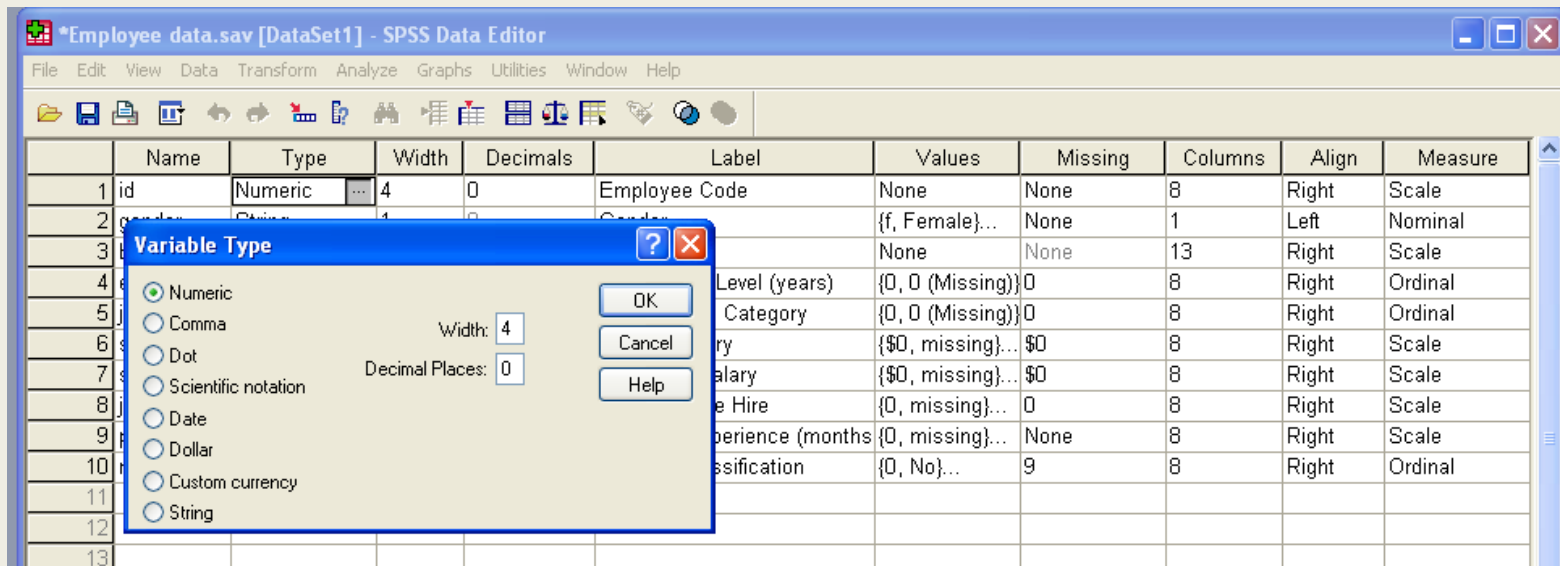 *Employee data.sav [DataSet1] - SPSS Data Editor
File Edit View Data Transform Analyze Graphs Utilities Window Help
Name Type Width Decimals Label Values Missing Columns Align Measure
1 id Numeric ... 4 0 Employee Code None None 8 Right Scale
2 {f, Female}... None 1 Left Nominal
3 None None 13 Right Scale
4 Level (years) {0, 0 (Missing)} 0 8 Right Ordinal
5 Category {0, 0 (Missing)} 0 8 Right Ordinal
6 ry {$0, missing}... $0 8 Right Scale
7 alary {$0, missing}... $0 8 Right Scale
8 e Hire {0, missing}... 0 8 Right Scale
9 perience (months {0, missing}... None 8 Right Scale
10 ssification {0, No}... 9 8 Right Ordinal
11
12
13
Variable Type
Numeric
Comma
Dot
Scientific notation
Date
Dollar
Custom currency
String
Width: 4
Decimal Places: 0
OK
Cancel
Help